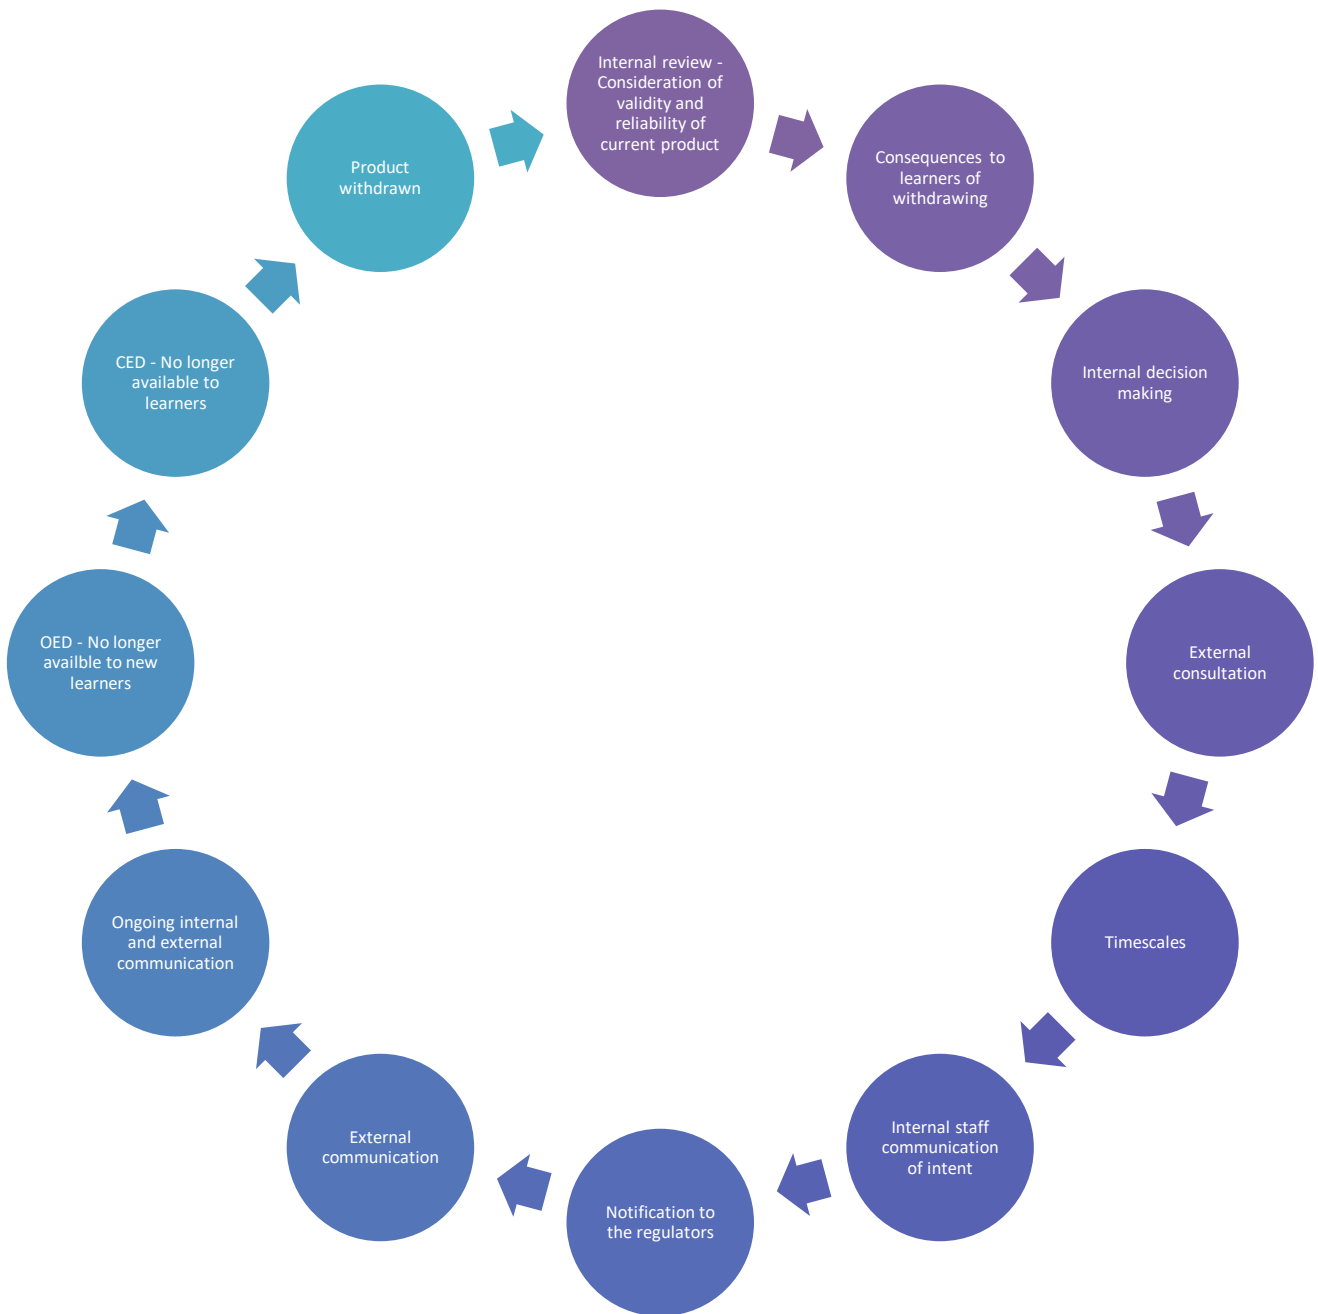 Internal review -
Consideration of
validity and
reliability of
current product
Consequences to
learners of
withdrawing
Internal decision
making
External
consultation
Timescales
Internal staff
communication
of intent
Notification to
the regulators
External
communication
Ongoing internal
and external
communication
OED - No longer
availble to new
learners
CED - No longer
available to
learners
Product
withdrawn